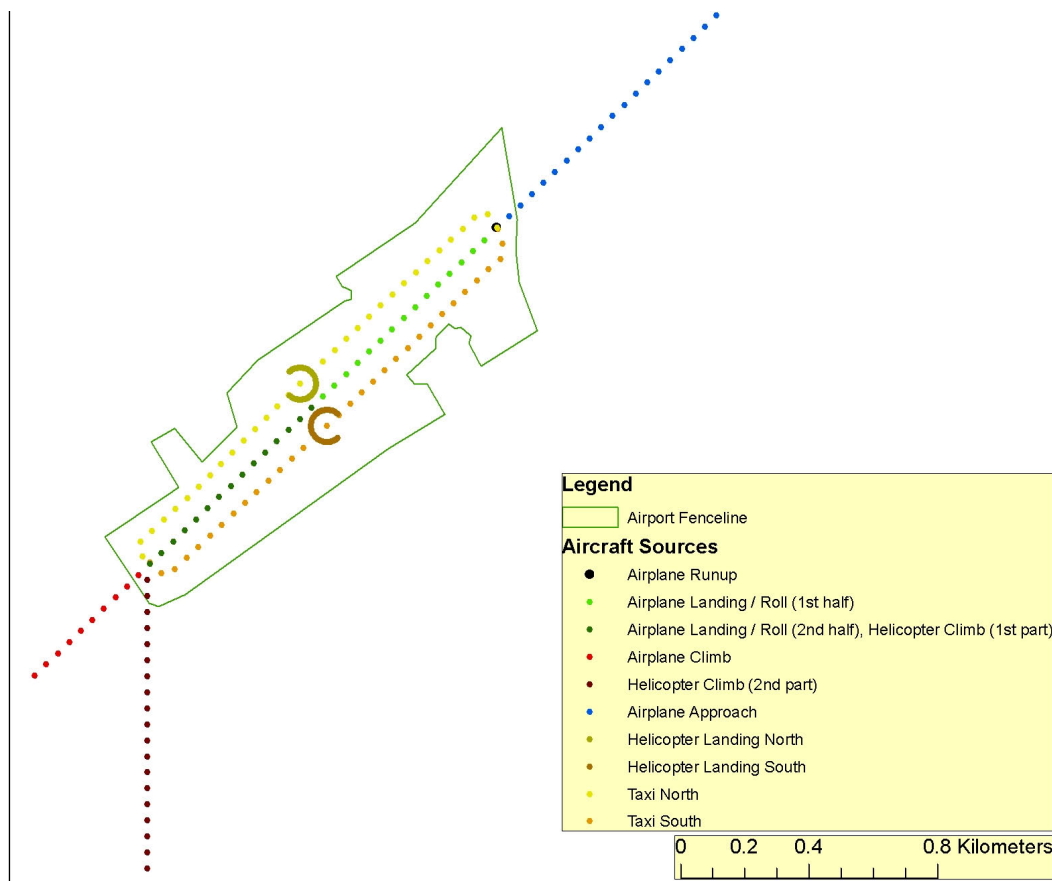 Legend
Airport Fenceline
Aircraft Sources
Airplane Runup
Airplane Landing / Roll (1st half)
Airplane Landing / Roll (2nd half), Helicopter Climb (1st part)
Airplane Climb
Helicopter Climb (2nd part)
Airplane Approach
Helicopter Landing North
Helicopter Landing South
Taxi North
Taxi South
0 0.2 0.4 0.8 Kilometers